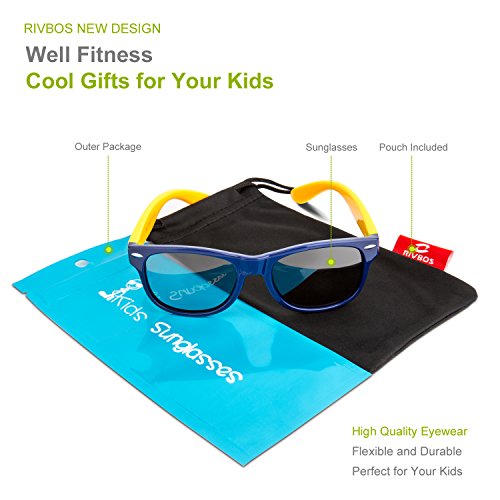 RIVBOS NEW DESIGN
Well Fitness
Cool Gifts for Your Kids
Outer Package
Sunglasses
Pouch Included
RIVBOS
Kids Sunglasses
High Quality Eyewear
Flexible and Durable
Perfect for Your Kids